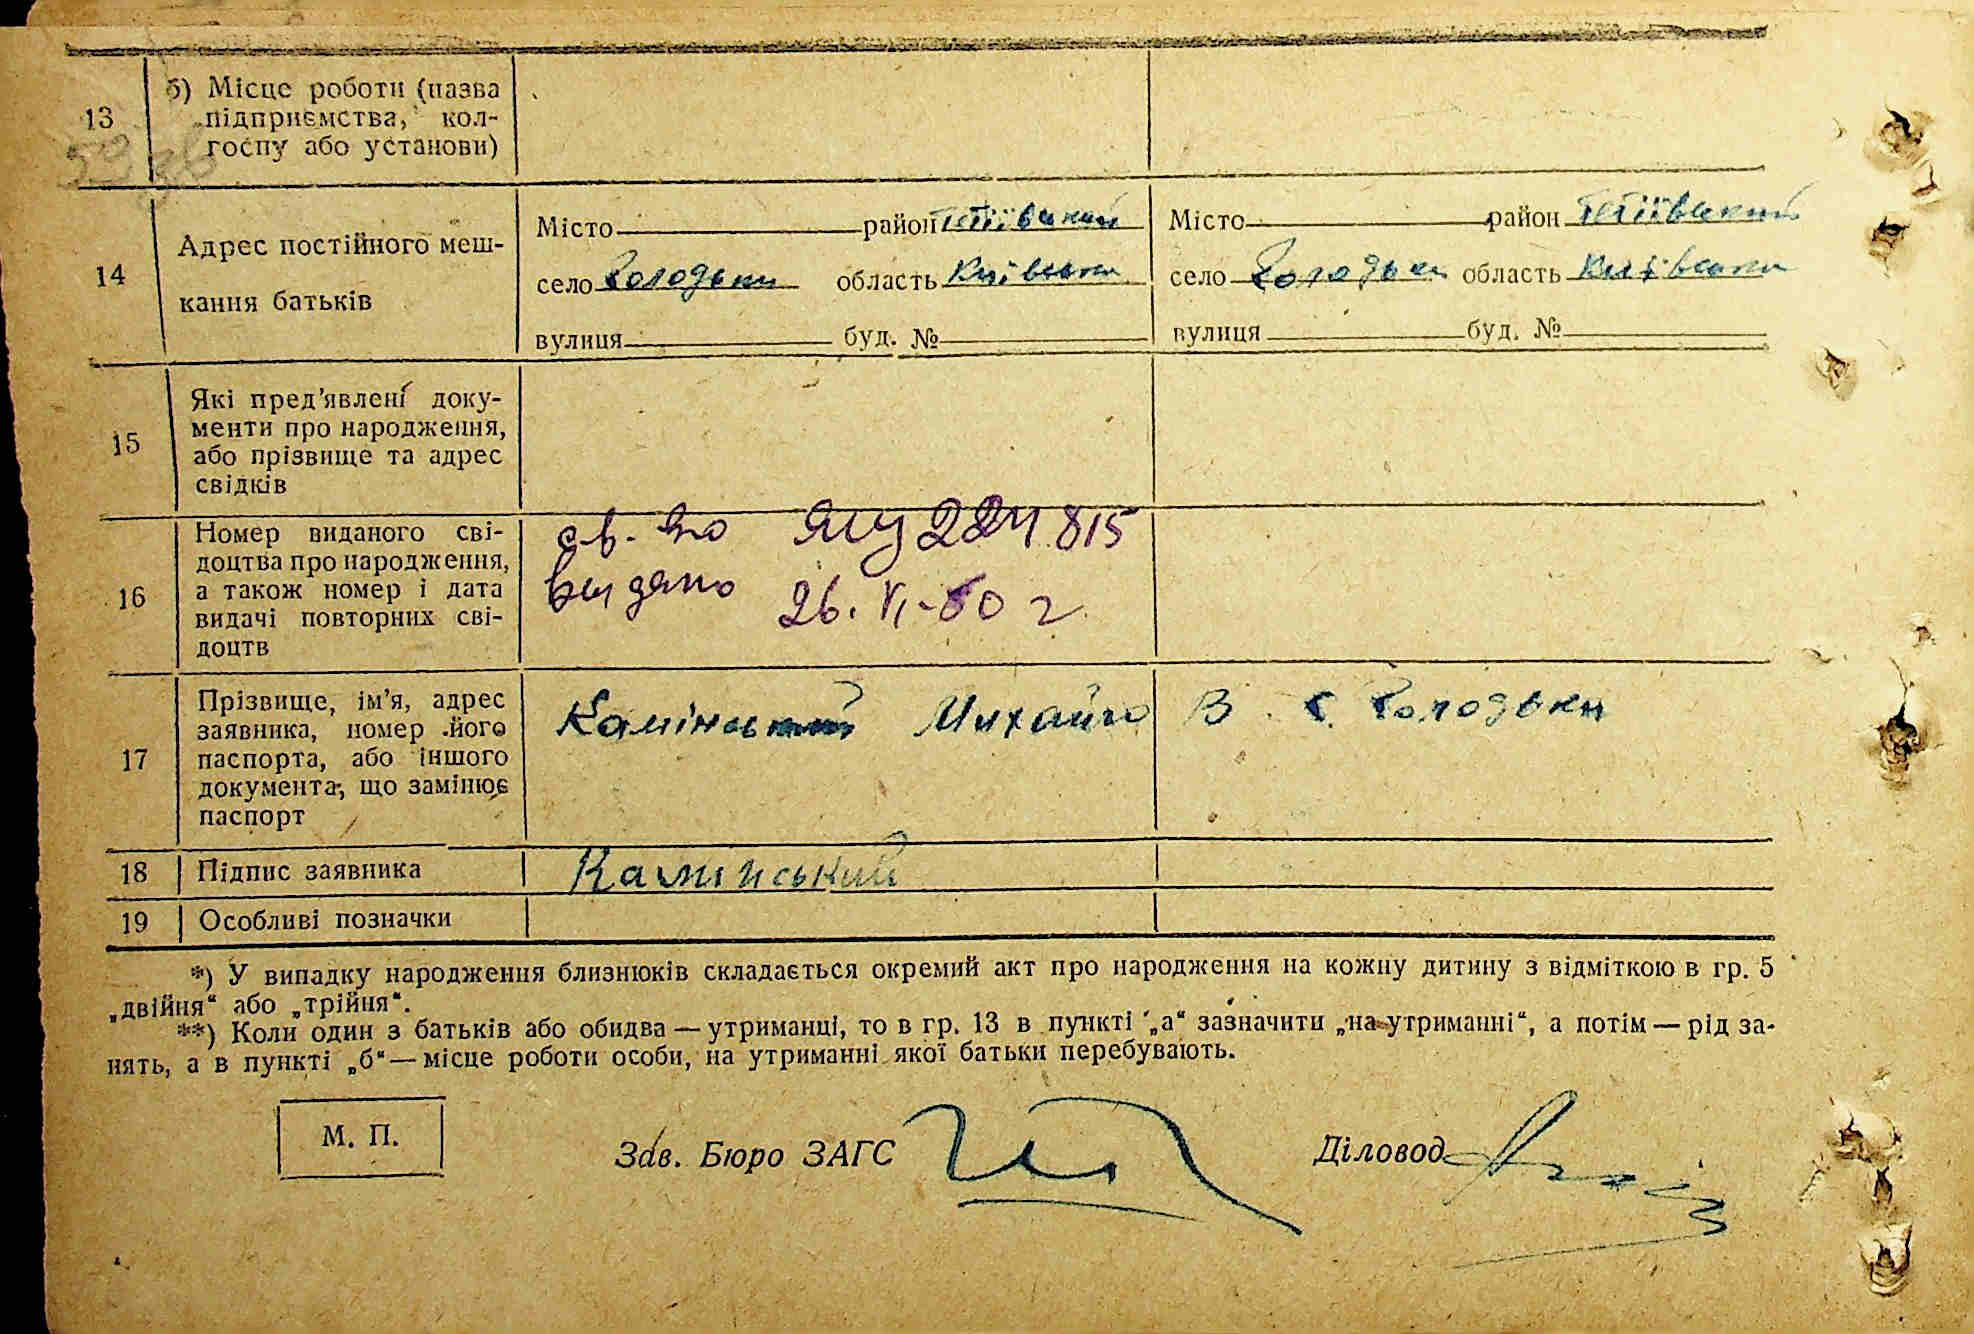 13
б) Місце роботи (назва
підприємства, кол-
госпу або установи)
14
Адрес постійного меш-
кання батьків
Місто район Тетіївський
село Голодьки область Київська
вулиця буд. №
Місто район Тетіївський
село Голодьки область Київська
вулиця буд. №
15
Які пред’явлені доку-
менти про народження,
або прізвище та адрес
свідків
16
Номер виданого сві-
доцтва про народження,
а також номер і дата
видачі повторних сві-
доцтв
св. во 224815
видано 26. VI-60 г
17
Прізвище, ім’я, адрес
заявника, номер його
паспорта, або іншого
документа, що замінює
паспорт
Камінський Михайло В с. Голодьки
18 Підпис заявника Камінський
19 Особливі позначки
*) У випадку народження близнюків складається окремий акт про народження на кожну дитину з відміткою в гр. 5
„двійня“ або „трійня“.
**) Коли один з батьків або обидва — утриманці, то в гр. 13 в пункті „а“ зазначити „на утриманні“, а потім — рід за-
нять, а в пункті „б“ — місце роботи особи, на утриманні якої батьки перебувають.
М. П.
Зав. Бюро ЗАГС
Діловод